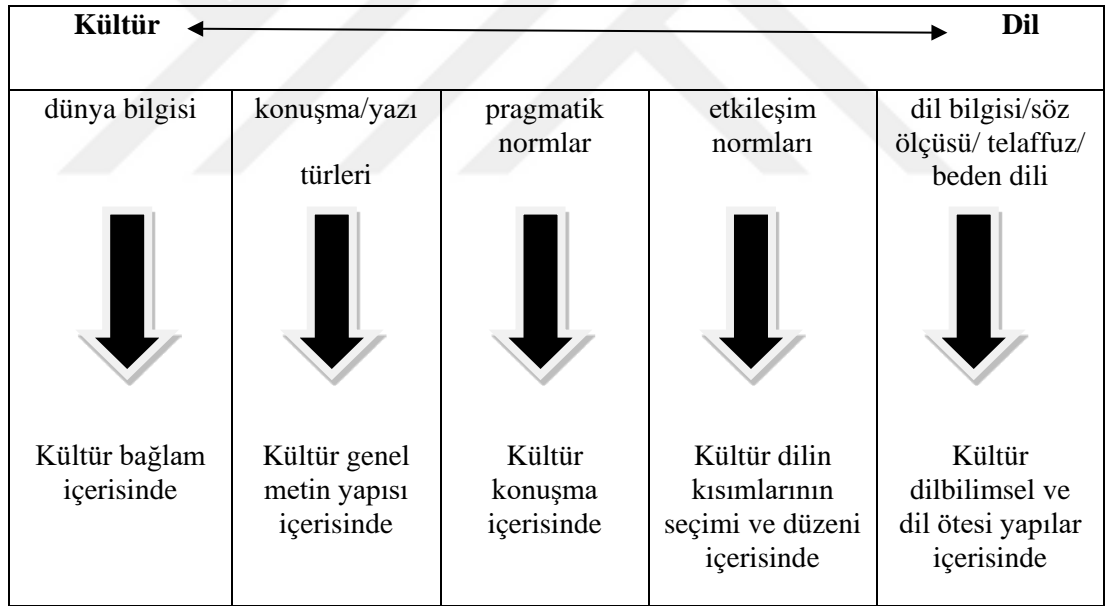 Kültür Dil
dünya bilgisi
konuşma/yazı
türleri
pragmatik
normlar
etkileşim
normları
dil bilgisi/söz
ölçüsü/ telaffuz/
beden dili
Kültür bağlam
içerisinde
Kültür genel
metin yapısı
içerisinde
Kültür
konuşma
içerisinde
Kültür dilin
kısımlarının
seçimi ve düzeni
içerisinde
Kültür
dilbilimsel ve
dil ötesi yapılar
içerisinde